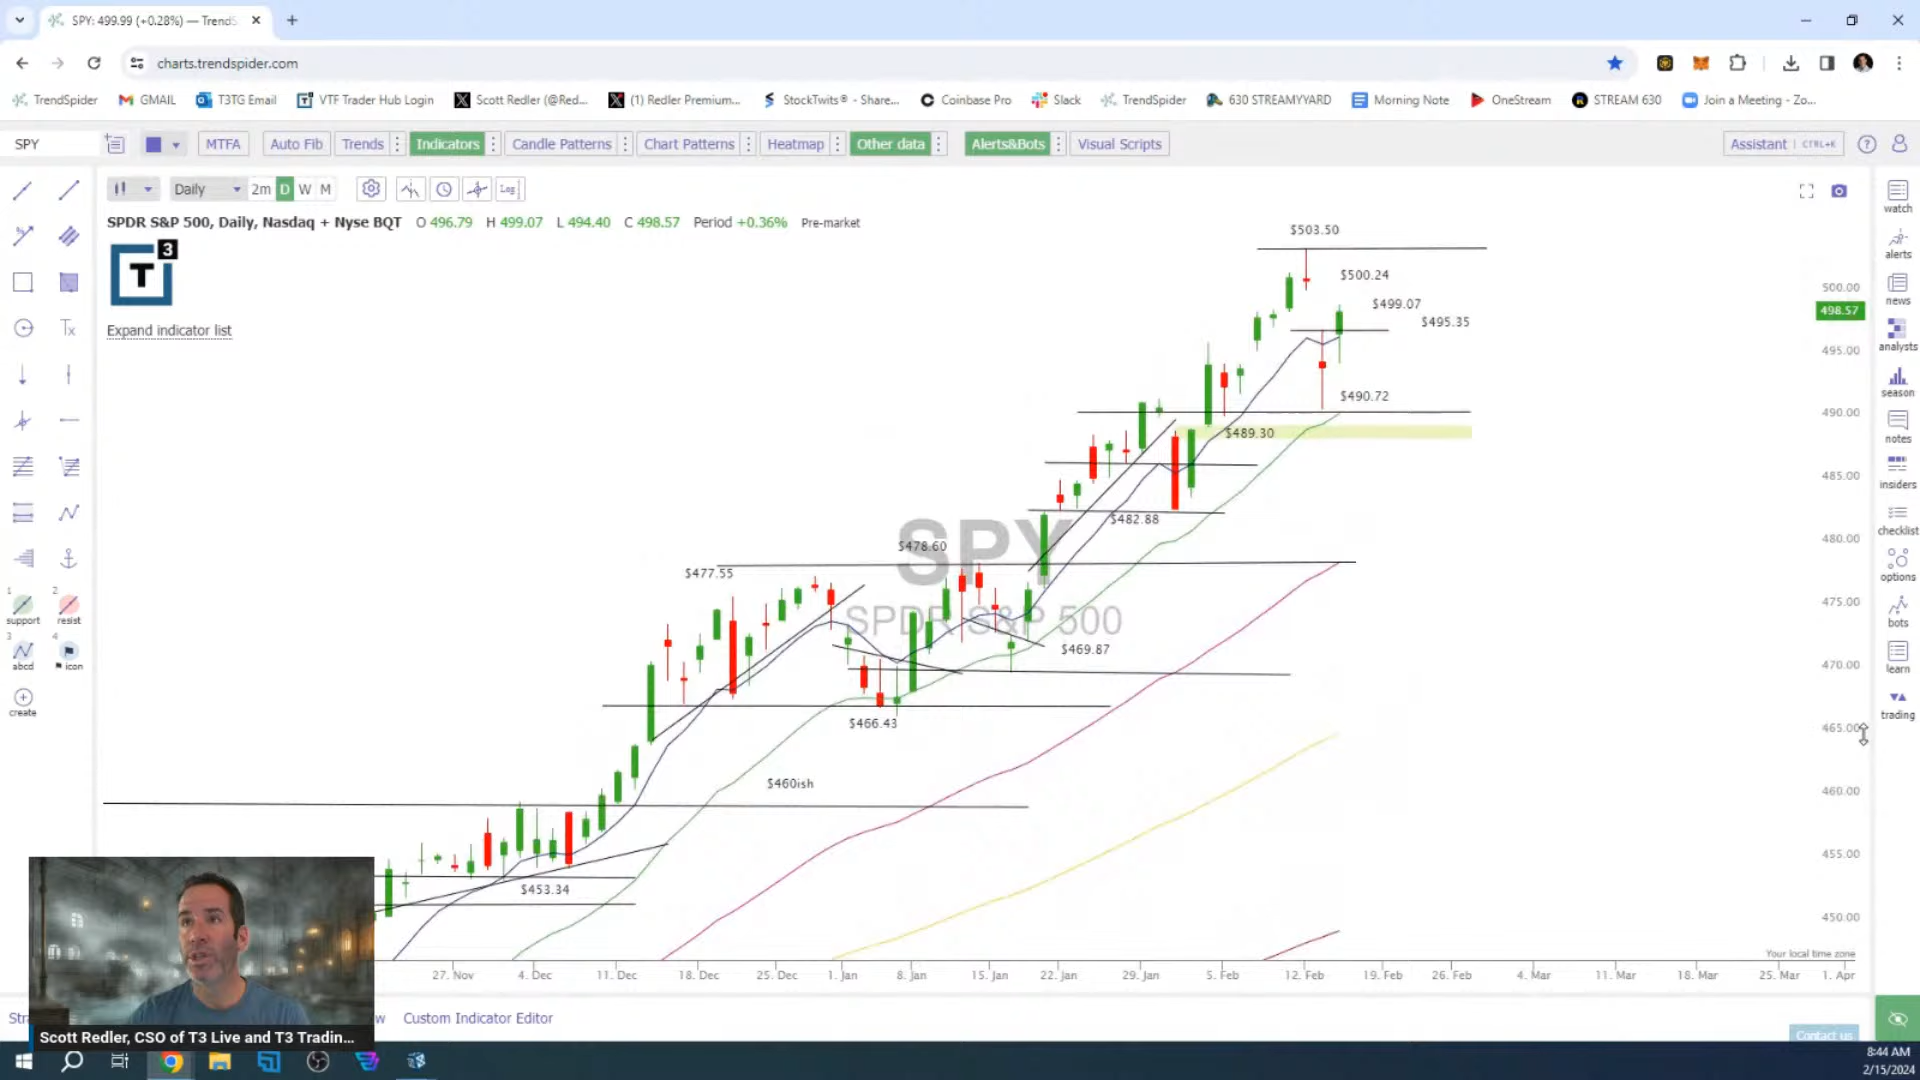 SPY: 499.99 (+0.28%) — TrendS
charts.trendspider.com
TrendSpider
GMAIL
T3TG Email
VTF Trader Hub Login
Scott Redler (@Red...
(1) Redler Premium...
StockTwits® - Share...
Coinbase Pro
Slack
TrendSpider
630 STREAMYYARD
Morning Note
OneStream
STREAM 630
Join a Meeting - Zo...
SPY
MTFA
Auto Fib
Trends
Indicators
Candle Patterns
Chart Patterns
Heatmap
Other data
Alerts&Bots
Visual Scripts
Assistant | CTRL+K
Daily
2m
D
W
M
Log
SPDR S&P 500, Daily, Nasdaq + Nyse BQT O 496.79 H 499.07 L 494.40 C 498.57 Period +0.36% Pre-market
T 3
Expand indicator list
$503.50
$500.24
$499.07
$495.35
$490.72
$489.30
$482.88
$478.60
$477.55
$469.87
$466.43
$460ish
$453.34
SPY
SPDR S&P 500
500.00
498.57
495.00
490.00
485.00
480.00
475.00
470.00
465.00
460.00
455.00
450.00
watch
alerts
news
analysts
season
notes
insiders
checklist
options
bots
learn
trading
1
support
2
resist
3
abcd
4
icon
create
Your local time zone
27. Nov
4. Dec
11. Dec
18. Dec
25. Dec
1. Jan
8. Jan
15. Jan
22. Jan
29. Jan
5. Feb
12. Feb
19. Feb
26. Feb
4. Mar
11. Mar
18. Mar
25. Mar
1. Apr
Custom Indicator Editor
Contact us
Scott Redler, CSO of T3 Live and T3 Tradin...
8:44 AM
2/15/2024